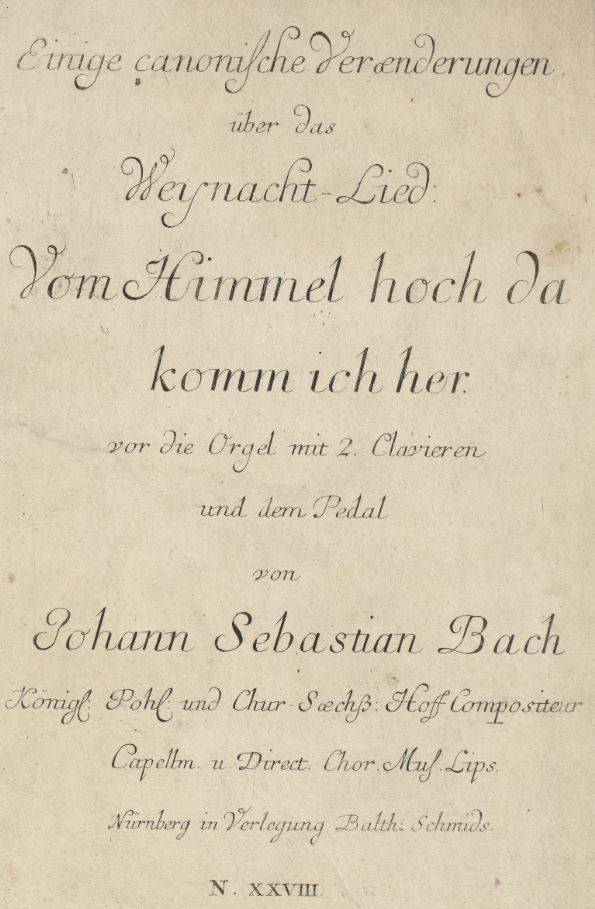 Einige canonische Verænderungen,
über das
Weynacht-Lied:
Vom Himmel hoch da
komm ich her.
vor die Orgel mit 2. Clavieren
und dem Pedal
von
Johann Sebastian Bach
Königl: Pohl: und Chur-Sæchß: Hoff Compositeur
Capellm. u. Direct. Chor. Mus. Lips.
Nürnberg in Verlegung Balth: Schmids.
N. XXVIII.